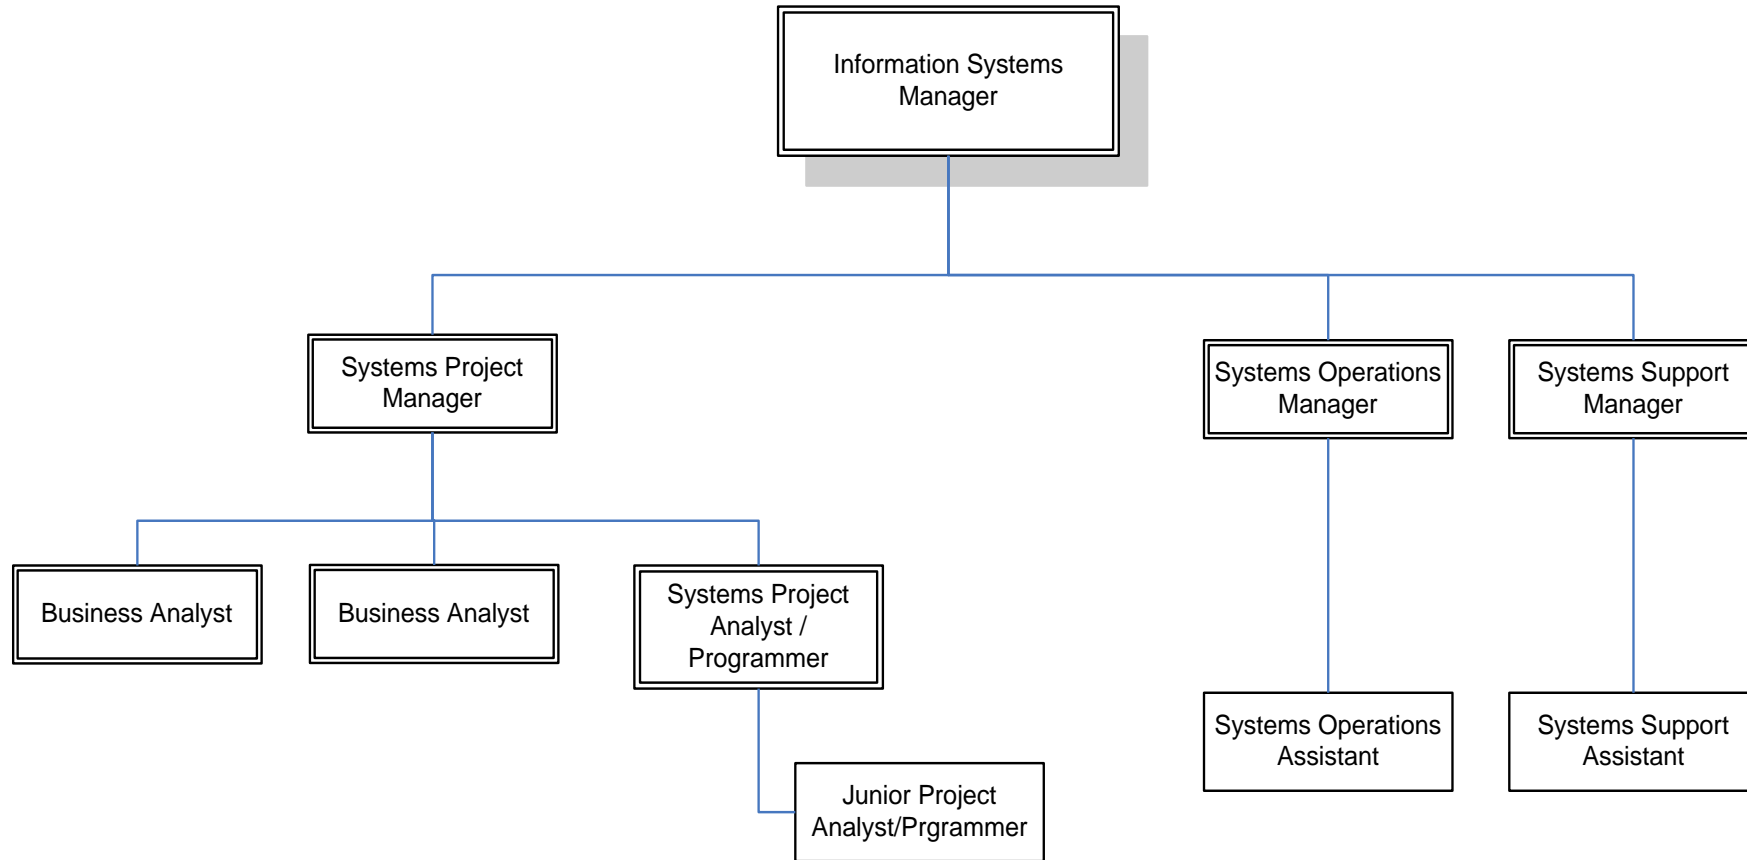 Information Systems
Manager
Systems Project
Manager
Systems Operations
Manager
Systems Support
Manager
Business Analyst
Business Analyst
Systems Project
Analyst /
Programmer
Systems Operations
Assistant
Systems Support
Assistant
Junior Project
Analyst/Prgrammer